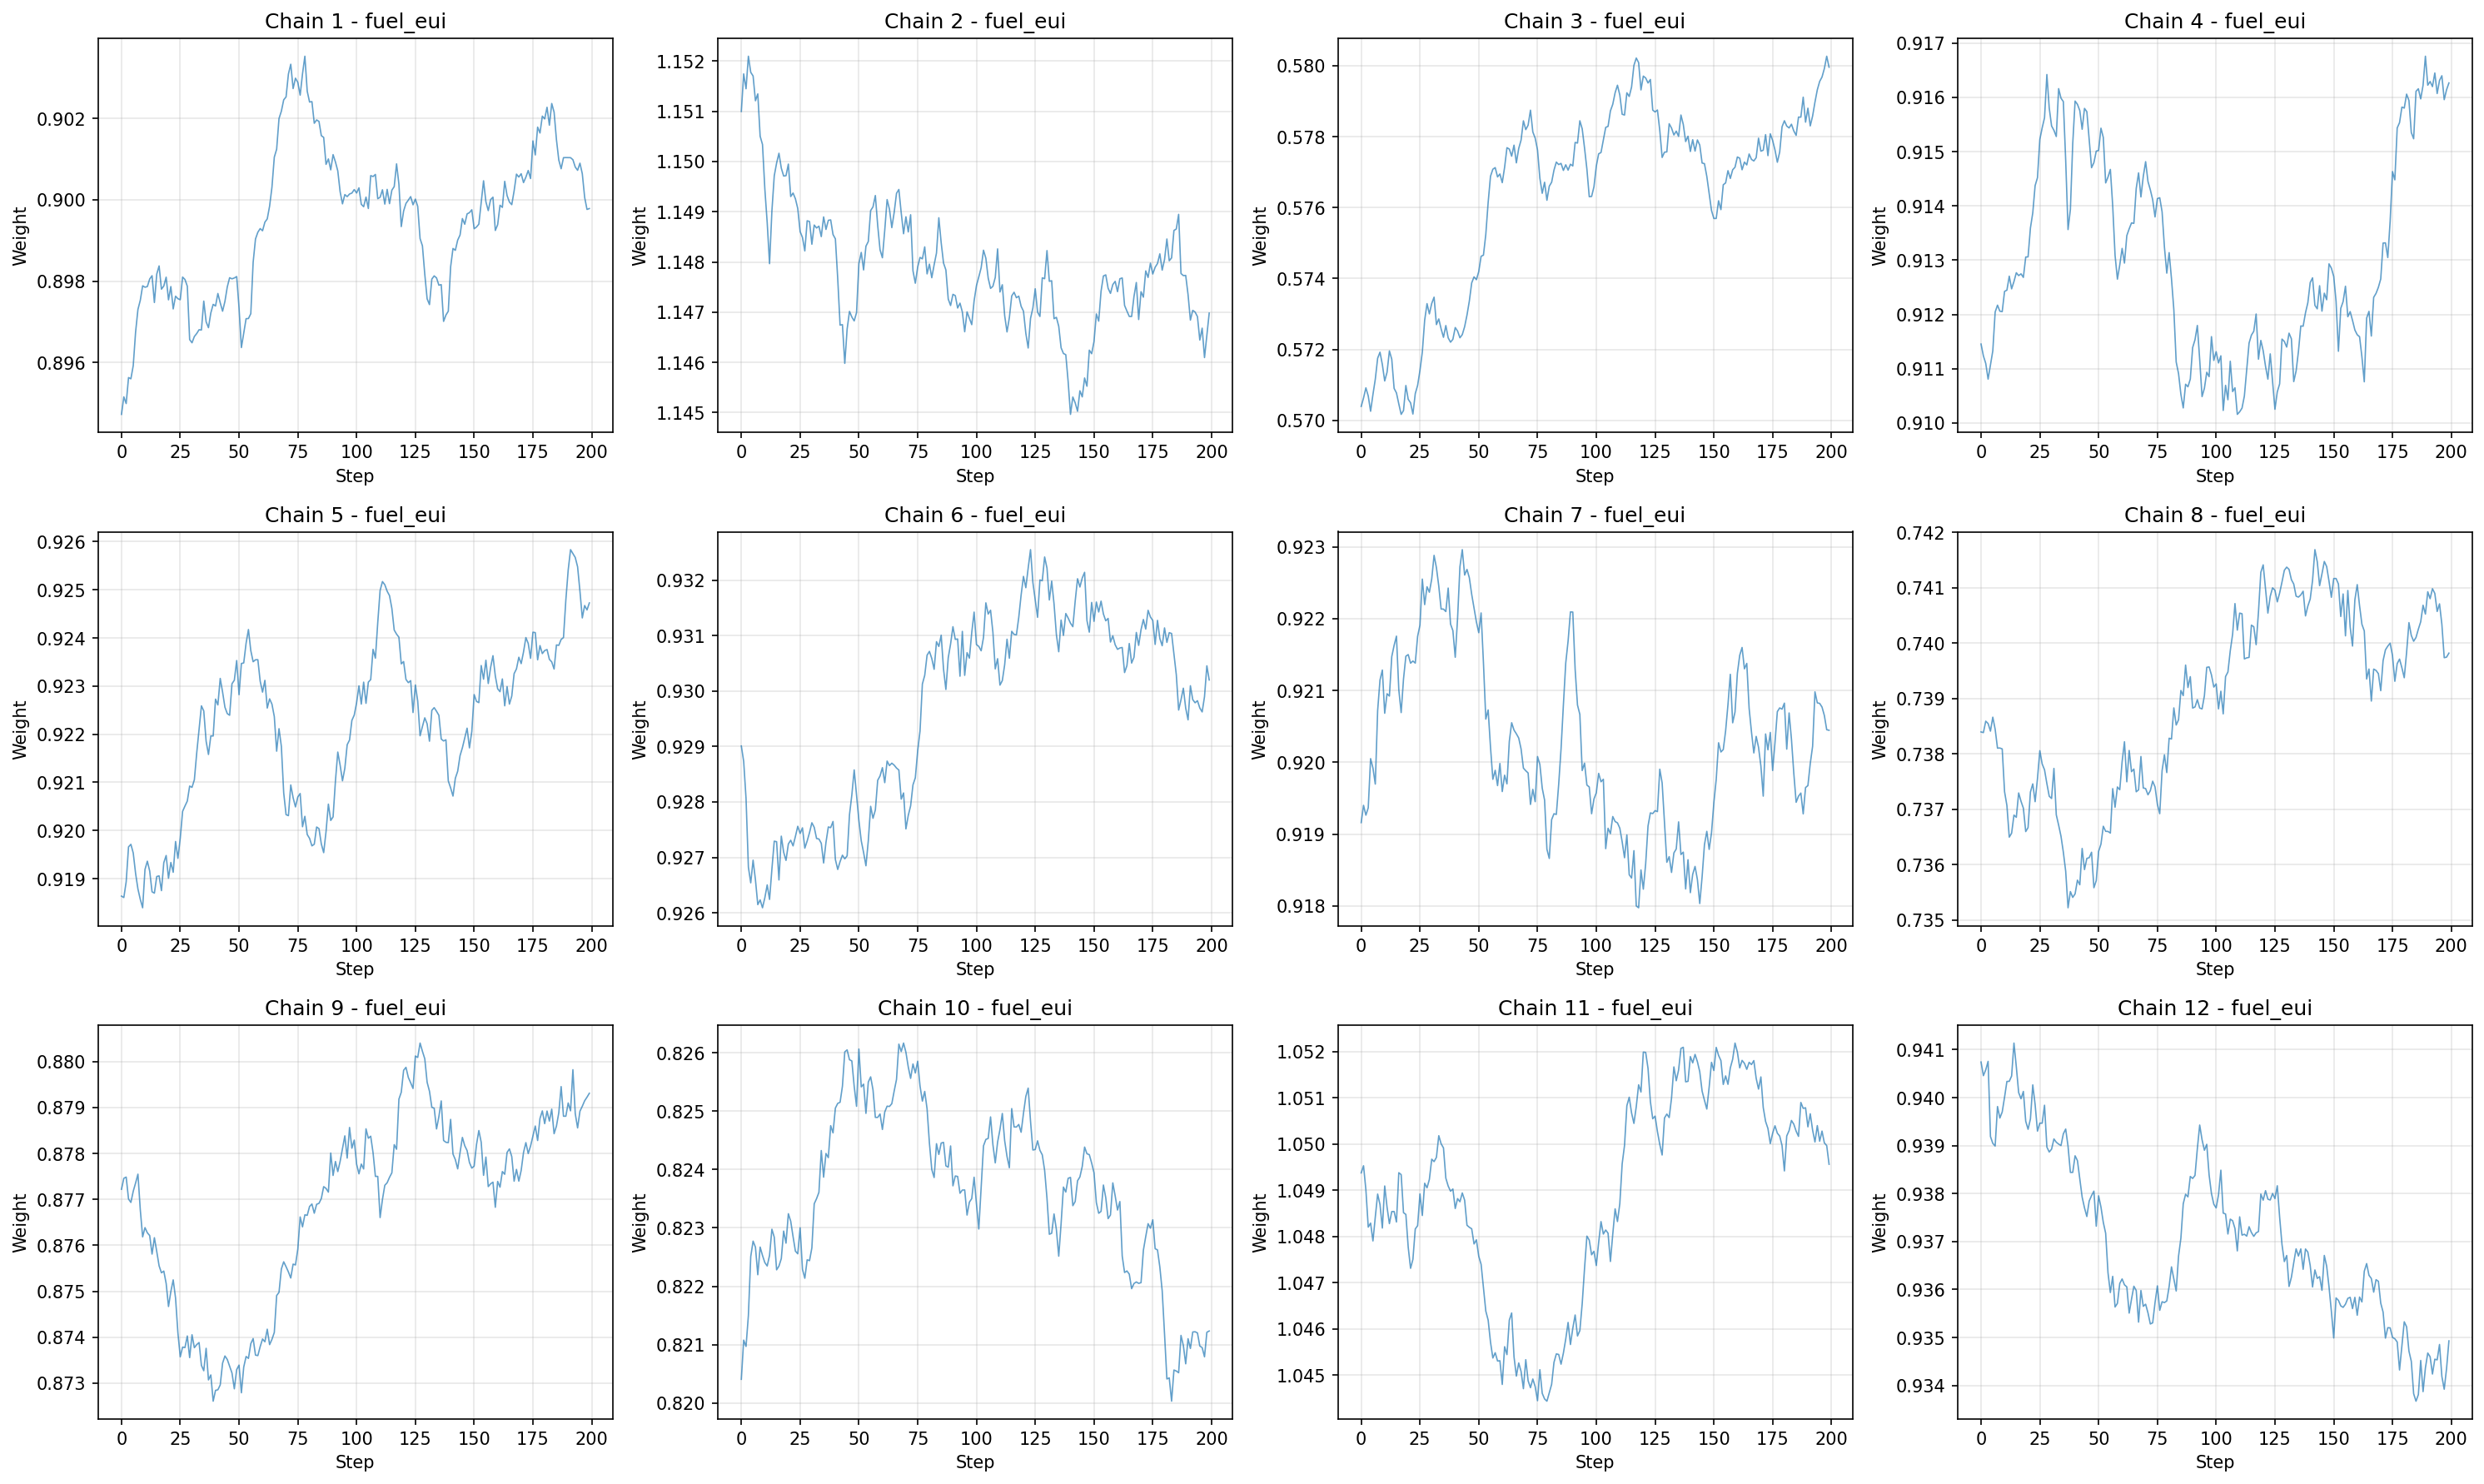 Chain 1 - fuel_eui
Weight
0.902
0.900
0.898
0.896
0 25 50 75 100 125 150 175 200
Step
Chain 2 - fuel_eui
Weight
1.152
1.151
1.150
1.149
1.148
1.147
1.146
1.145
0 25 50 75 100 125 150 175 200
Step
Chain 3 - fuel_eui
Weight
0.580
0.578
0.576
0.574
0.572
0.570
0 25 50 75 100 125 150 175 200
Step
Chain 4 - fuel_eui
Weight
0.917
0.916
0.915
0.914
0.913
0.912
0.911
0.910
0 25 50 75 100 125 150 175 200
Step
Chain 5 - fuel_eui
Weight
0.926
0.925
0.924
0.923
0.922
0.921
0.920
0.919
0 25 50 75 100 125 150 175 200
Step
Chain 6 - fuel_eui
Weight
0.932
0.931
0.930
0.929
0.928
0.927
0.926
0 25 50 75 100 125 150 175 200
Step
Chain 7 - fuel_eui
Weight
0.923
0.922
0.921
0.920
0.919
0.918
0 25 50 75 100 125 150 175 200
Step
Chain 8 - fuel_eui
Weight
0.742
0.741
0.740
0.739
0.738
0.737
0.736
0.735
0 25 50 75 100 125 150 175 200
Step
Chain 9 - fuel_eui
Weight
0.880
0.879
0.878
0.877
0.876
0.875
0.874
0.873
0 25 50 75 100 125 150 175 200
Step
Chain 10 - fuel_eui
Weight
0.826
0.825
0.824
0.823
0.822
0.821
0.820
0 25 50 75 100 125 150 175 200
Step
Chain 11 - fuel_eui
Weight
1.052
1.051
1.050
1.049
1.048
1.047
1.046
1.045
0 25 50 75 100 125 150 175 200
Step
Chain 12 - fuel_eui
Weight
0.941
0.940
0.939
0.938
0.937
0.936
0.935
0.934
0 25 50 75 100 125 150 175 200
Step